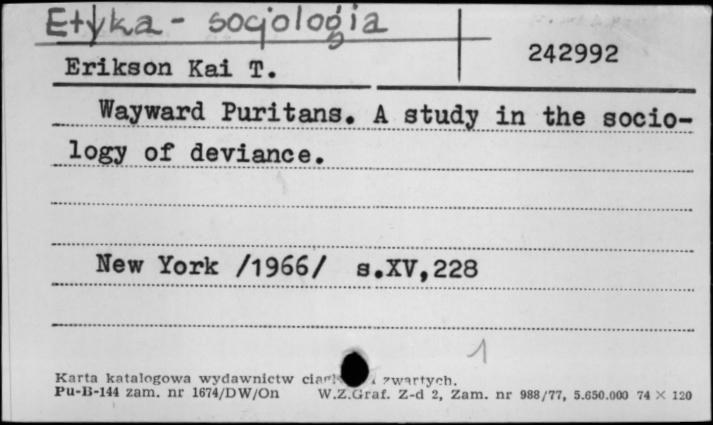 Etyka - socjologia
242992
Erikson Kai T.
Wayward Puritans. A study in the socio-
logy of deviance.
New York /1966/ s.XV,228
1
Karta katalogowa wydawnictw zwartych.
Pu-B-144 zam. nr 1674/DW/On W.Z.Graf. Z-d 2, Zam. nr 988/77, 5.650.000 74 × 120